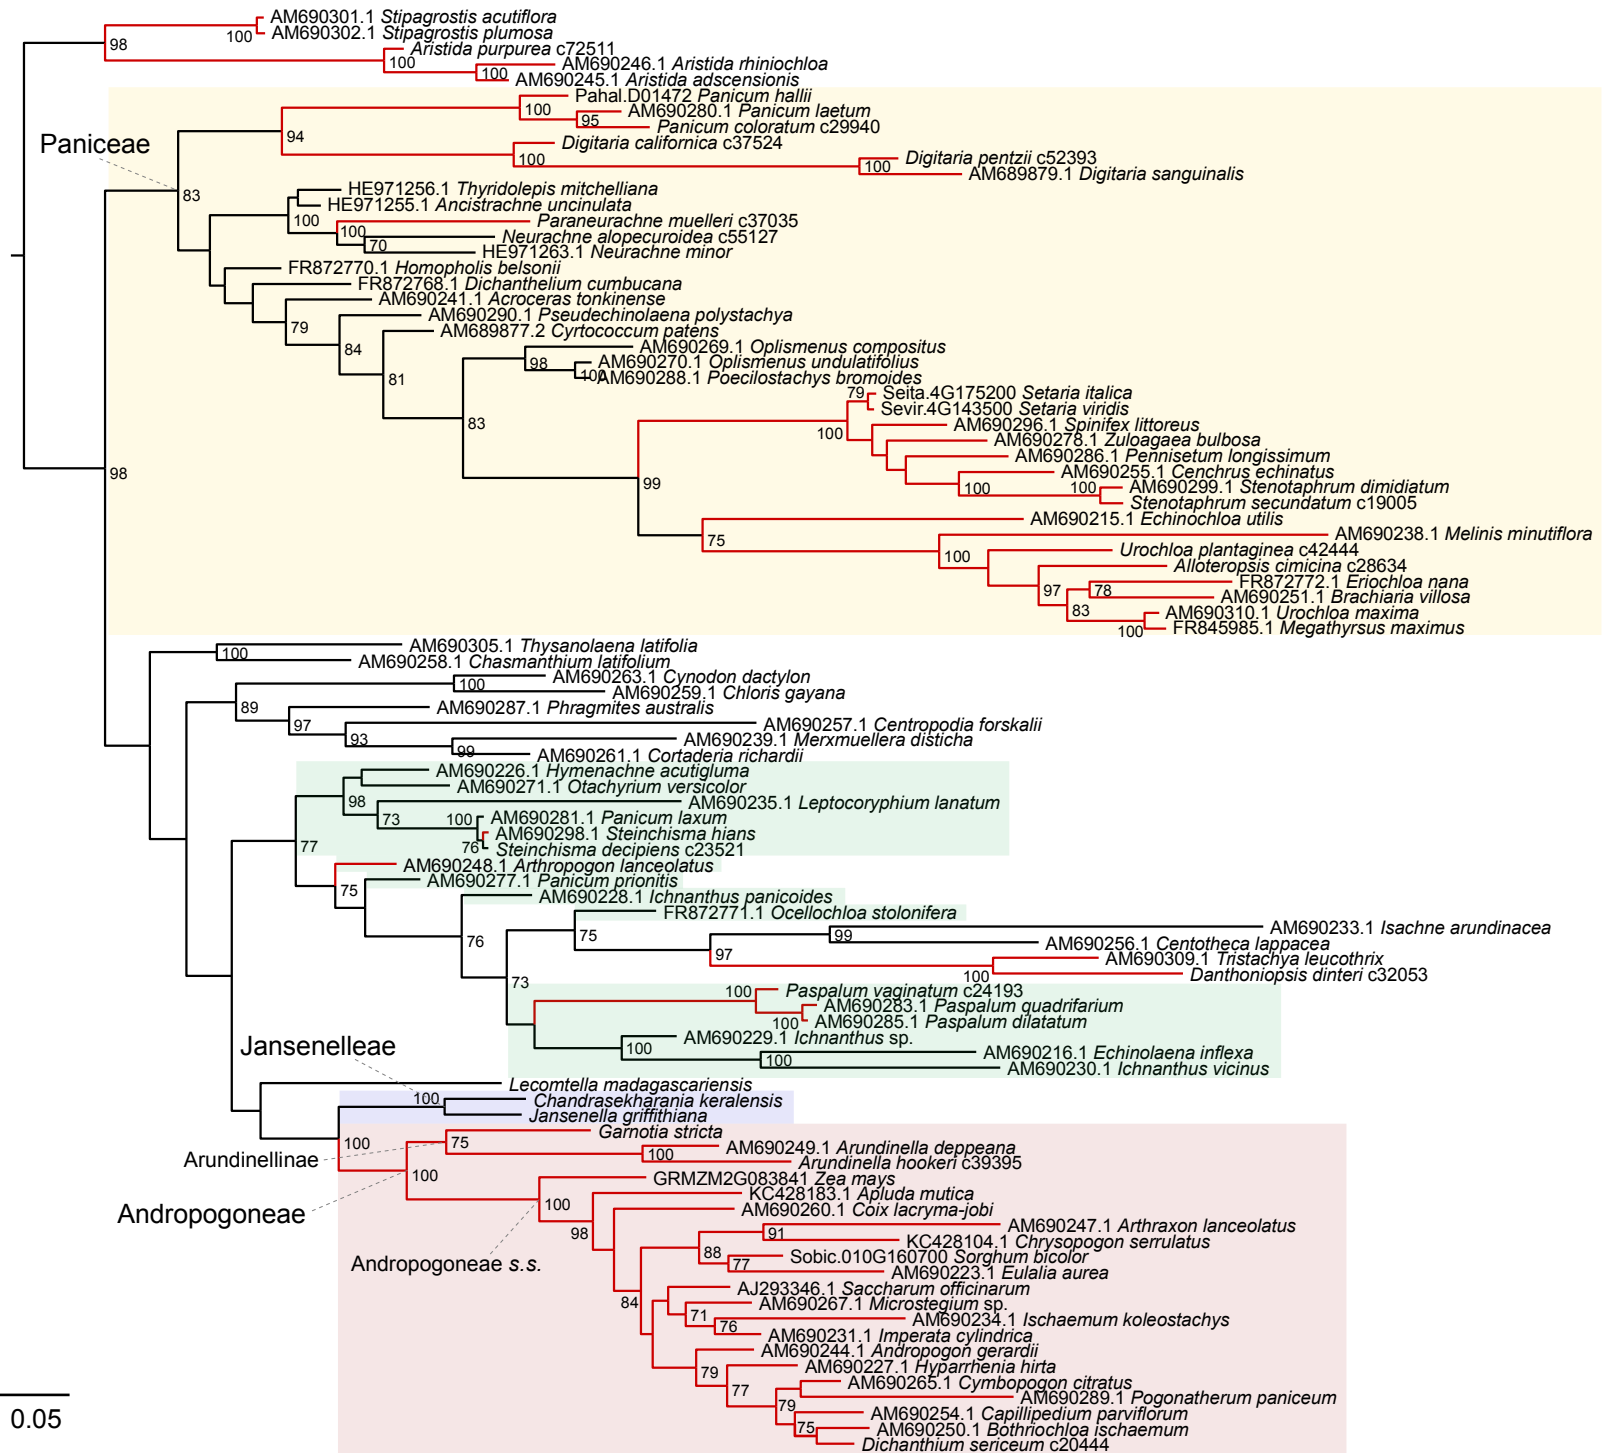 AM690301.1 Stipagrostis acutiflora
100 AM690302.1 Stipagrostis plumosa
98
Aristida purpurea c72511
100
AM690246.1 Aristida rhiniochloa
100
AM690245.1 Aristida adscensionis
Pahal.D01472 Panicum hallii
100
AM690280.1 Panicum laetum
95
Panicum coloratum c29940
94
Paniceae
Digitaria californica c37524
100
Digitaria pentzii c52393
100
AM689879.1 Digitaria sanguinalis
83
HE971256.1 Thyridolepis mitchelliana
HE971255.1 Ancistrachne uncinulata
100
Paraneurachne muelleri c37035
100
Neurachne alopecuroidea c55127
70
HE971263.1 Neurachne minor
FR872770.1 Homopholis belsonii
FR872768.1 Dichanthelium cumbucana
AM690241.1 Acroceras tonkinense
79
AM690290.1 Pseudechinolaena polystachya
84
AM689877.2 Cyrtococcum patens
81
AM690269.1 Oplismenus compositus
98
AM690270.1 Oplismenus undulatifolius
100
AM690288.1 Poecilostachys bromoides
83
79 Seita.4G175200 Setaria italica
Sevir.4G143500 Setaria viridis
100
AM690296.1 Spinifex littoreus
AM690278.1 Zuloagaea bulbosa
AM690286.1 Pennisetum longissimum
AM690255.1 Cenchrus echinatus
100
100 AM690299.1 Stenotaphrum dimidiatum
Stenotaphrum secundatum c19005
99
98
AM690215.1 Echinochloa utilis
75
AM690238.1 Melinis minutiflora
100
Urochloa plantaginea c42444
Alloteropsis cimicina c28634
97
FR872772.1 Eriochloa nana
78
AM690251.1 Brachiaria villosa
83
AM690310.1 Urochloa maxima
100 FR845985.1 Megathyrsus maximus
AM690305.1 Thysanolaena latifolia
100
AM690258.1 Chasmanthium latifolium
AM690263.1 Cynodon dactylon
100
AM690259.1 Chloris gayana
89
AM690287.1 Phragmites australis
97
AM690257.1 Centropodia forskalii
93
AM690239.1 Merxmuellera disticha
99
AM690261.1 Cortaderia richardii
AM690226.1 Hymenachne acutigluma
AM690271.1 Otachyrium versicolor
98
AM690235.1 Leptocoryphium lanatum
73
100 AM690281.1 Panicum laxum
AM690298.1 Steinchisma hians
76 Steinchisma decipiens c23521
77
AM690248.1 Arthropogon lanceolatus
75
AM690277.1 Panicum prionitis
AM690228.1 Ichnanthus panicoides
76
FR872771.1 Ocellochloa stolonifera
75
AM690233.1 Isachne arundinacea
99
AM690256.1 Centotheca lappacea
97
AM690309.1 Tristachya leucothrix
100 Danthoniopsis dinteri c32053
73
100 Paspalum vaginatum c24193
AM690283.1 Paspalum quadrifarium
100 AM690285.1 Paspalum dilatatum
AM690229.1 Ichnanthus sp.
100
AM690216.1 Echinolaena inflexa
100
AM690230.1 Ichnanthus vicinus
Jansenelleae
Lecomtella madagascariensis
100 Chandrasekharania keralensis
Jansenella griffithiana
100
Garnotia stricta
75
AM690249.1 Arundinella deppeana
100
Arundinella hookeri c39395
Arundinellinae
100
GRMZM2G083841 Zea mays
100
KC428183.1 Apluda mutica
98
AM690260.1 Coix lacryma-jobi
Andropogoneae
AM690247.1 Arthraxon lanceolatus
91
KC428104.1 Chrysopogon serrulatus
88
Sobic.010G160700 Sorghum bicolor
77
AM690223.1 Eulalia aurea
Andropogoneae s.s.
84
AJ293346.1 Saccharum officinarum
AM690267.1 Microstegium sp.
71
AM690234.1 Ischaemum koleostachys
76
AM690231.1 Imperata cylindrica
AM690244.1 Andropogon gerardii
79
AM690227.1 Hyparrhenia hirta
77
AM690265.1 Cymbopogon citratus
AM690289.1 Pogonatherum paniceum
79
AM690254.1 Capillipedium parviflorum
75
AM690250.1 Bothriochloa ischaemum
Dichanthium sericeum c20444
0.05